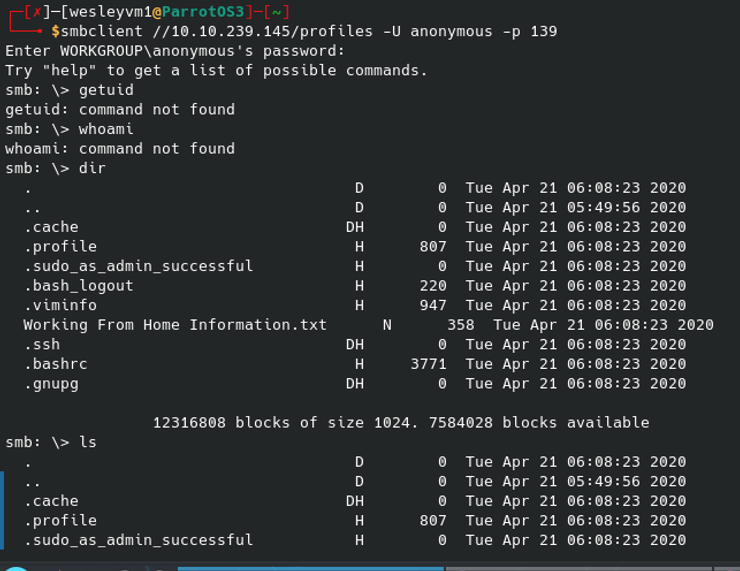 ┌─[✗]─[wesleyvm1@ParrotOS3]─[~]
└──╼ $smbclient //10.10.239.145/profiles -U anonymous -p 139
Enter WORKGROUP\anonymous's password:
Try "help" to get a list of possible commands.
smb: \> getuid
getuid: command not found
smb: \> whoami
whoami: command not found
smb: \> dir
  .                                   D        0  Tue Apr 21 06:08:23 2020
  ..                                  D        0  Tue Apr 21 05:49:56 2020
  .cache                             DH        0  Tue Apr 21 06:08:23 2020
  .profile                            H      807  Tue Apr 21 06:08:23 2020
  .sudo_as_admin_successful           H        0  Tue Apr 21 06:08:23 2020
  .bash_logout                        H      220  Tue Apr 21 06:08:23 2020
  .viminfo                            H      947  Tue Apr 21 06:08:23 2020
  Working From Home Information.txt      N      358  Tue Apr 21 06:08:23 2020
  .ssh                               DH        0  Tue Apr 21 06:08:23 2020
  .bashrc                             H     3771  Tue Apr 21 06:08:23 2020
  .gnupg                             DH        0  Tue Apr 21 06:08:23 2020
12316808 blocks of size 1024. 7584028 blocks available
smb: \> ls
  .                                   D        0  Tue Apr 21 06:08:23 2020
  ..                                  D        0  Tue Apr 21 05:49:56 2020
  .cache                             DH        0  Tue Apr 21 06:08:23 2020
  .profile                            H      807  Tue Apr 21 06:08:23 2020
  .sudo_as_admin_successful           H        0  Tue Apr 21 06:08:23 2020